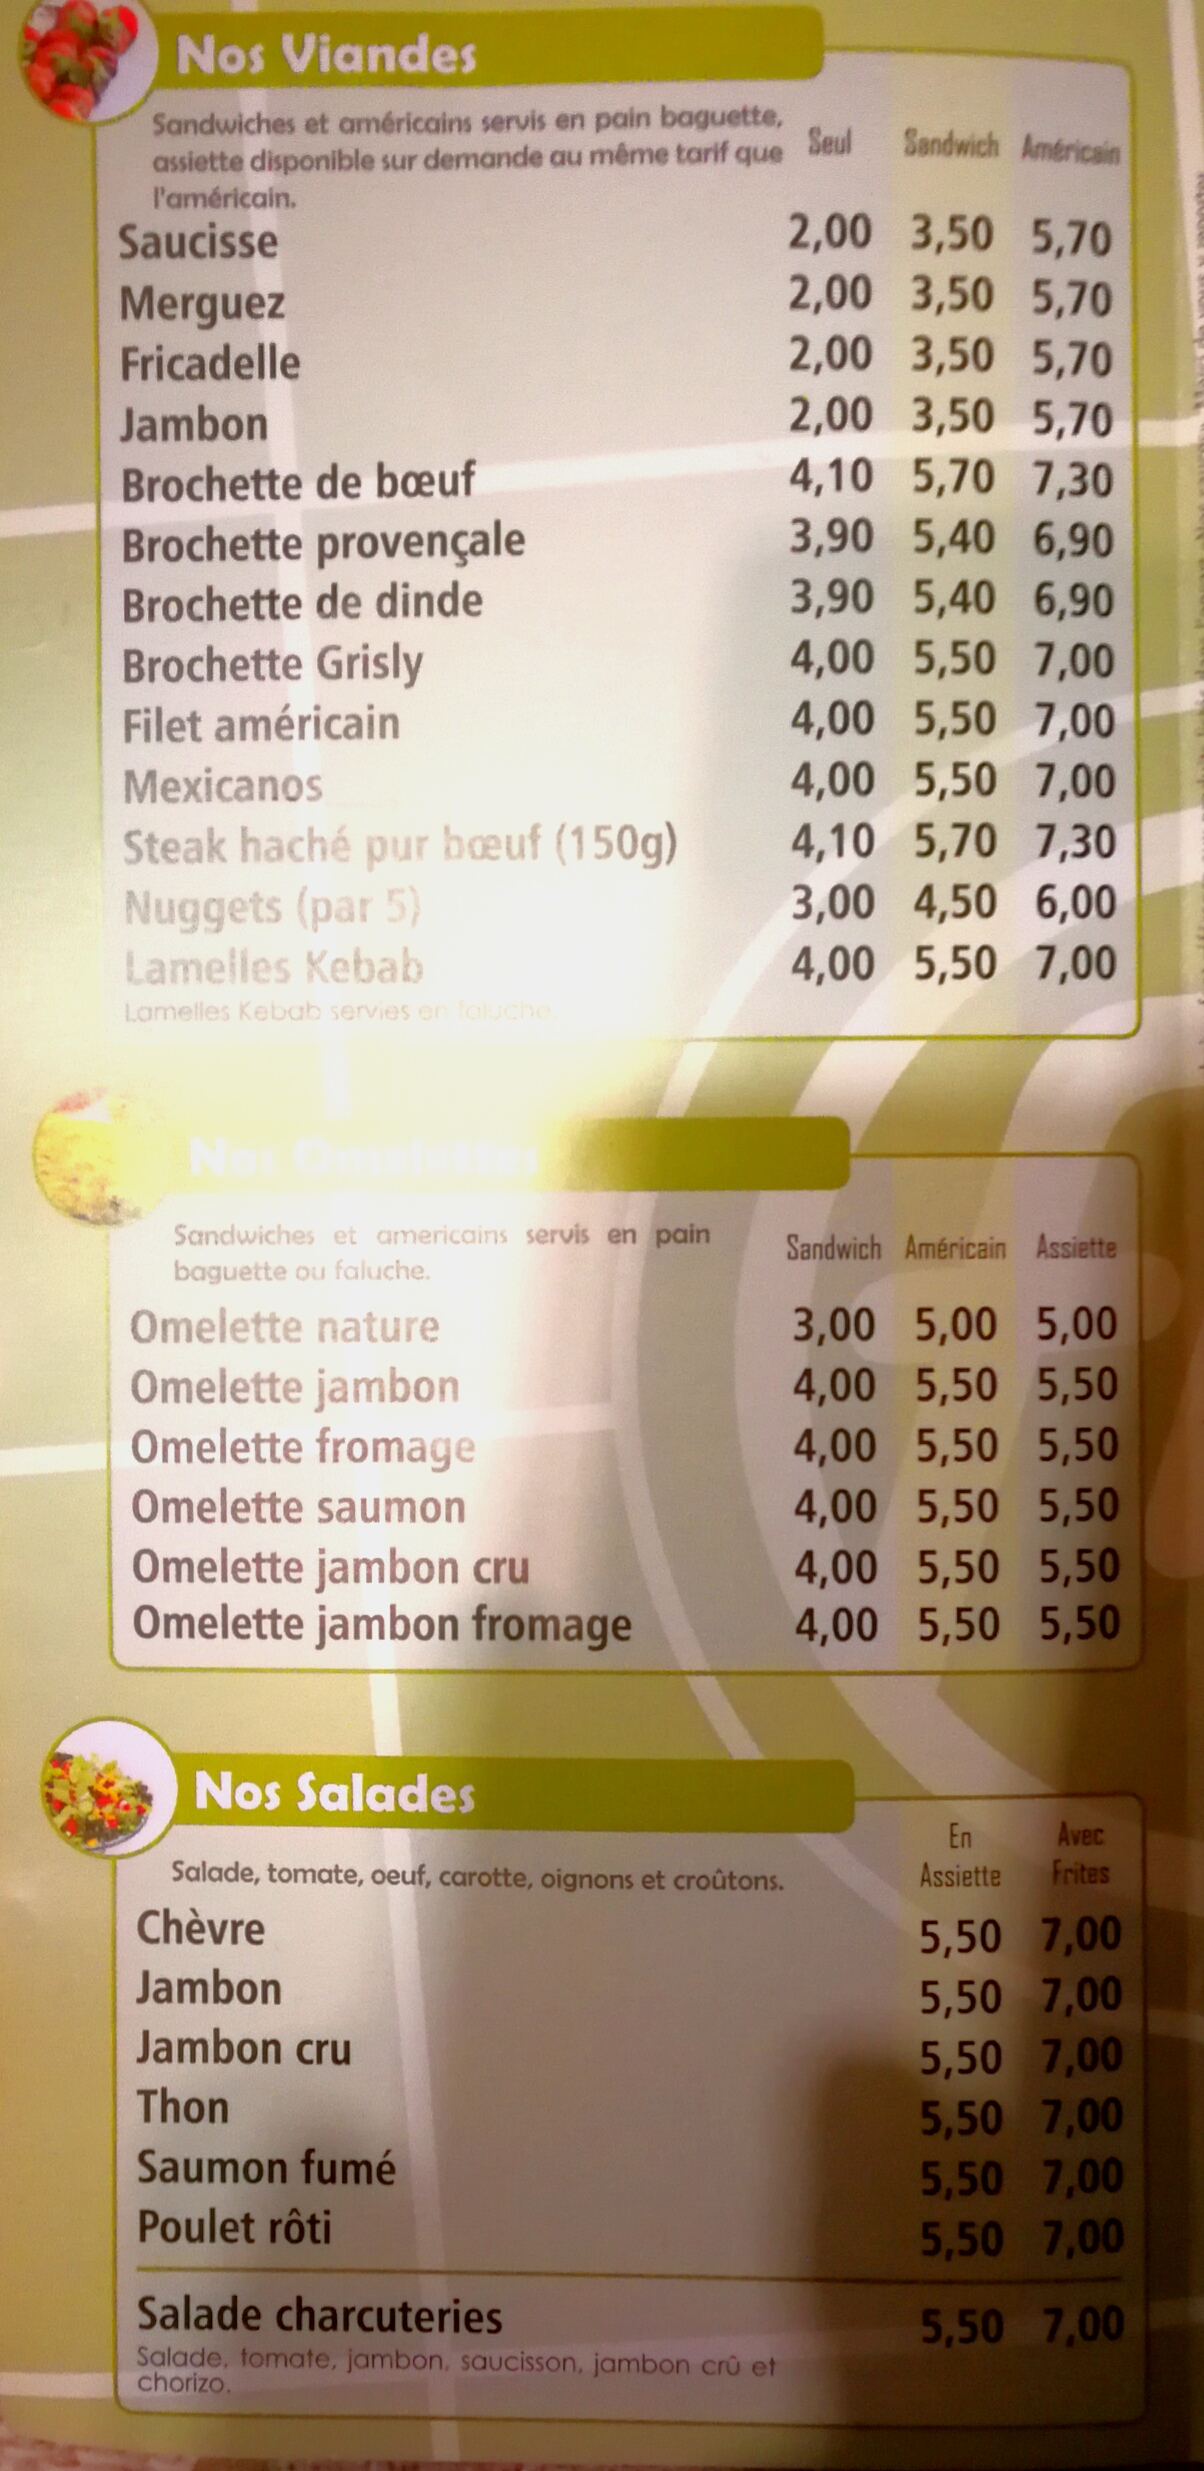 Nos Viandes
Sandwiches et américains servis en pain baguette,
assiette disponible sur demande au même tarif que
l'américain.
Seul Sandwich Américain
Saucisse 2,00 3,50 5,70
Merguez 2,00 3,50 5,70
Fricadelle 2,00 3,50 5,70
Jambon 2,00 3,50 5,70
Brochette de bœuf 4,10 5,70 7,30
Brochette provençale 3,90 5,40 6,90
Brochette de dinde 3,90 5,40 6,90
Brochette Grisly 4,00 5,50 7,00
Filet américain 4,00 5,50 7,00
Mexicanos 4,00 5,50 7,00
Steak haché pur bœuf (150g) 4,10 5,70 7,30
Nuggets (par 5) 3,00 4,50 6,00
Lamelles Kebab 4,00 5,50 7,00
Lamelles Kebab servies en faluche.
Nos Omelettes
Sandwiches et americains servis en pain
baguette ou faluche.
Sandwich Américain Assiette
Omelette nature 3,00 5,00 5,00
Omelette jambon 4,00 5,50 5,50
Omelette fromage 4,00 5,50 5,50
Omelette saumon 4,00 5,50 5,50
Omelette jambon cru 4,00 5,50 5,50
Omelette jambon fromage 4,00 5,50 5,50
Nos Salades
Salade, tomate, oeuf, carotte, oignons et croûtons.
En Assiette Avec Frites
Chèvre 5,50 7,00
Jambon 5,50 7,00
Jambon cru 5,50 7,00
Thon 5,50 7,00
Saumon fumé 5,50 7,00
Poulet rôti 5,50 7,00
Salade charcuteries 5,50 7,00
Salade, tomate, jambon, saucisson, jambon crû et
chorizo.